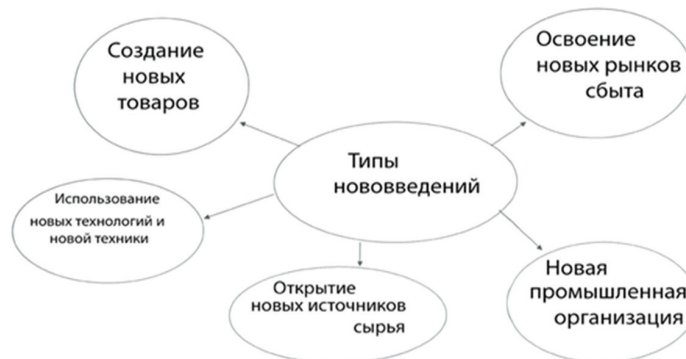 Создание
новых
товаров
Освоение
новых рынков
сбыта
Типы
нововведений
Использование
новых технологий и
новой техники
Открытие
новых источников
сырья
Новая
промышленная
организация